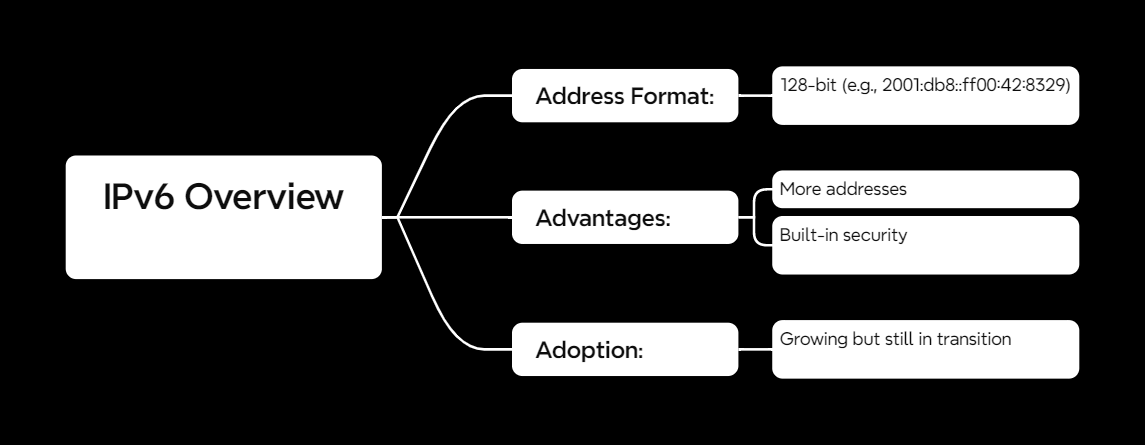 IPv6 Overview
Address Format:
128-bit (e.g., 2001:db8::ff00:42:8329)
Advantages:
More addresses
Built-in security
Adoption:
Growing but still in transition